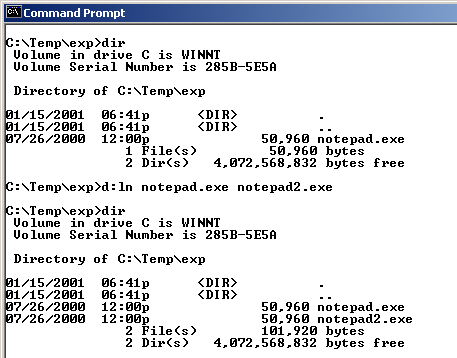 Command Prompt
C:\Temp\exp>dir
Volume in drive C is WINNT
Volume Serial Number is 285B-5E5A
Directory of C:\Temp\exp
01/15/2001 06:41p <DIR> .
01/15/2001 06:41p <DIR> ..
07/26/2000 12:00p 50,960 notepad.exe
1 File(s) 50,960 bytes
2 Dir(s) 4,072,568,832 bytes free
C:\Temp\exp>d:ln notepad.exe notepad2.exe
C:\Temp\exp>dir
Volume in drive C is WINNT
Volume Serial Number is 285B-5E5A
Directory of C:\Temp\exp
01/15/2001 06:41p <DIR> .
01/15/2001 06:41p <DIR> ..
07/26/2000 12:00p 50,960 notepad.exe
07/26/2000 12:00p 50,960 notepad2.exe
2 File(s) 101,920 bytes
2 Dir(s) 4,072,568,832 bytes free